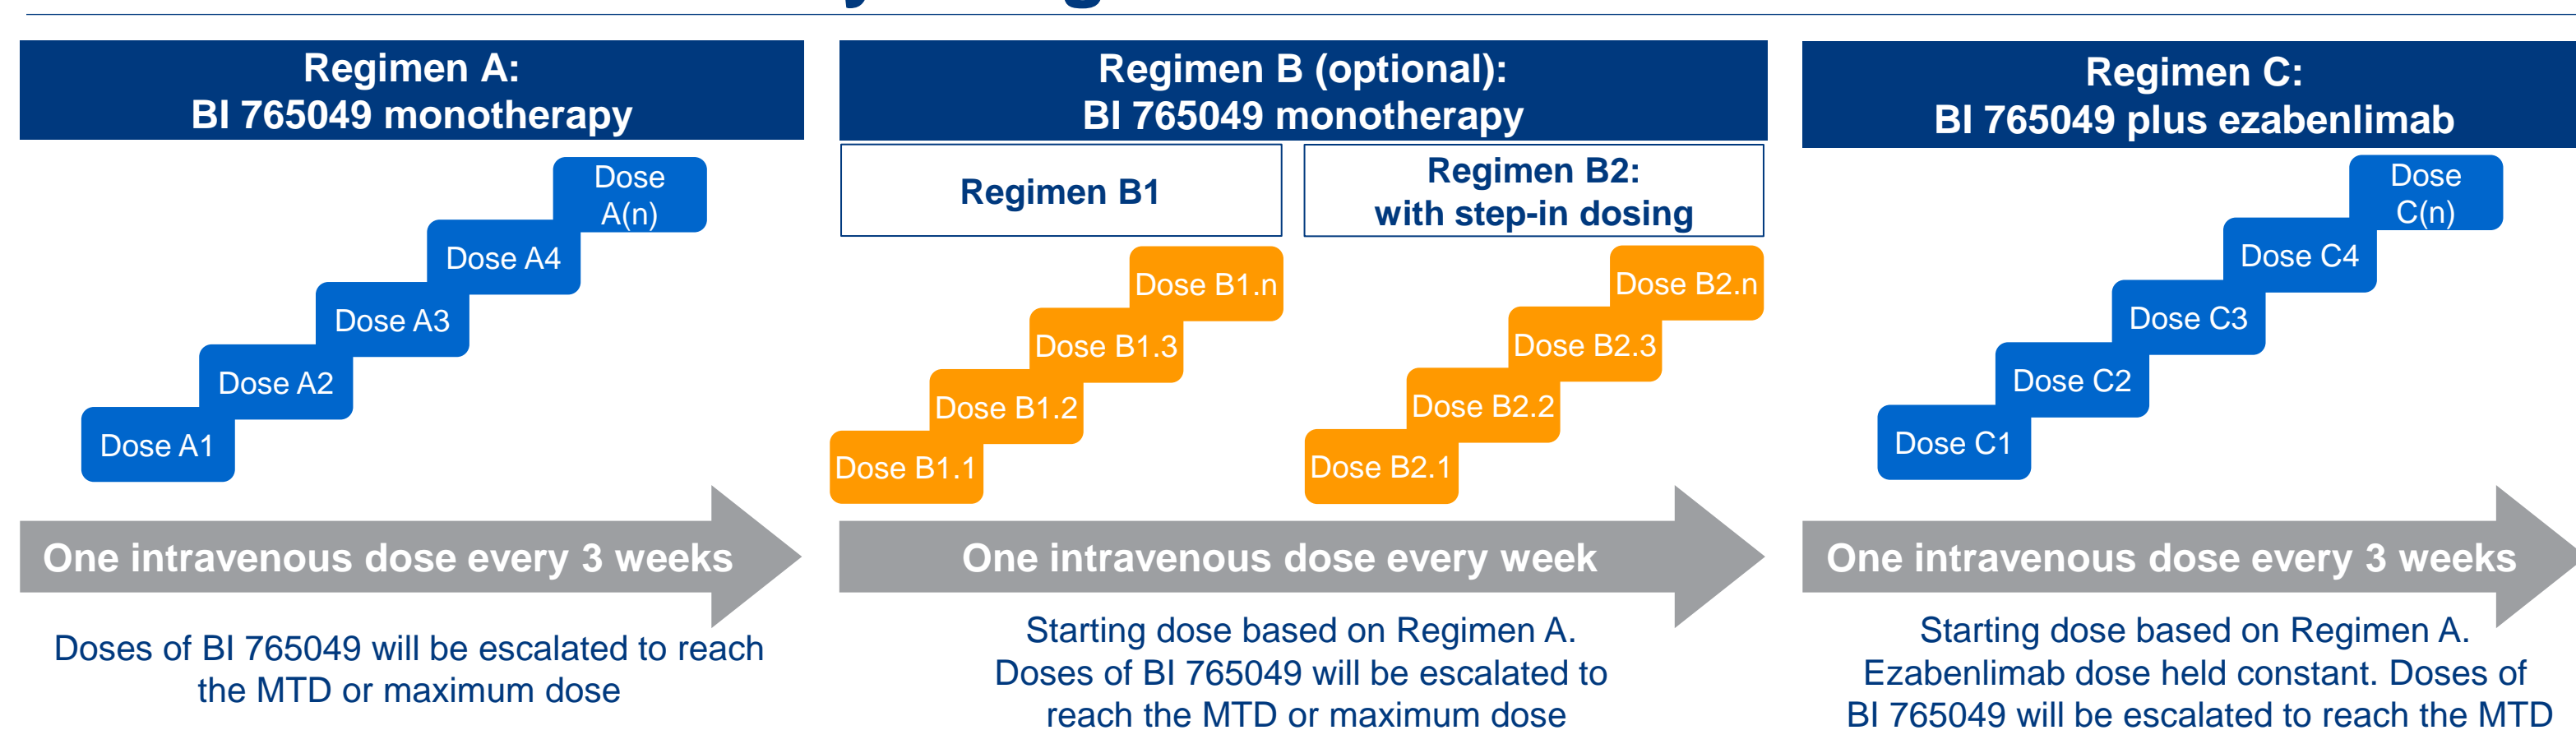 Regimen A:
BI 765049 monotherapy
Dose
A(n)
Dose A4
Dose A3
Dose A2
Dose A1
One intravenous dose every 3 weeks
Doses of BI 765049 will be escalated to reach
the MTD or maximum dose
Regimen B (optional):
BI 765049 monotherapy
Regimen B1
Dose B1.n
Dose B1.3
Dose B1.2
Dose B1.1
Regimen B2:
with step-in dosing
Dose B2.n
Dose B2.3
Dose B2.2
Dose B2.1
One intravenous dose every week
Starting dose based on Regimen A.
Doses of BI 765049 will be escalated to
reach the MTD or maximum dose
Regimen C:
BI 765049 plus ezabenlimab
Dose
C(n)
Dose C4
Dose C3
Dose C2
Dose C1
One intravenous dose every 3 weeks
Starting dose based on Regimen A.
Ezabenlimab dose held constant. Doses of
BI 765049 will be escalated to reach the MTD